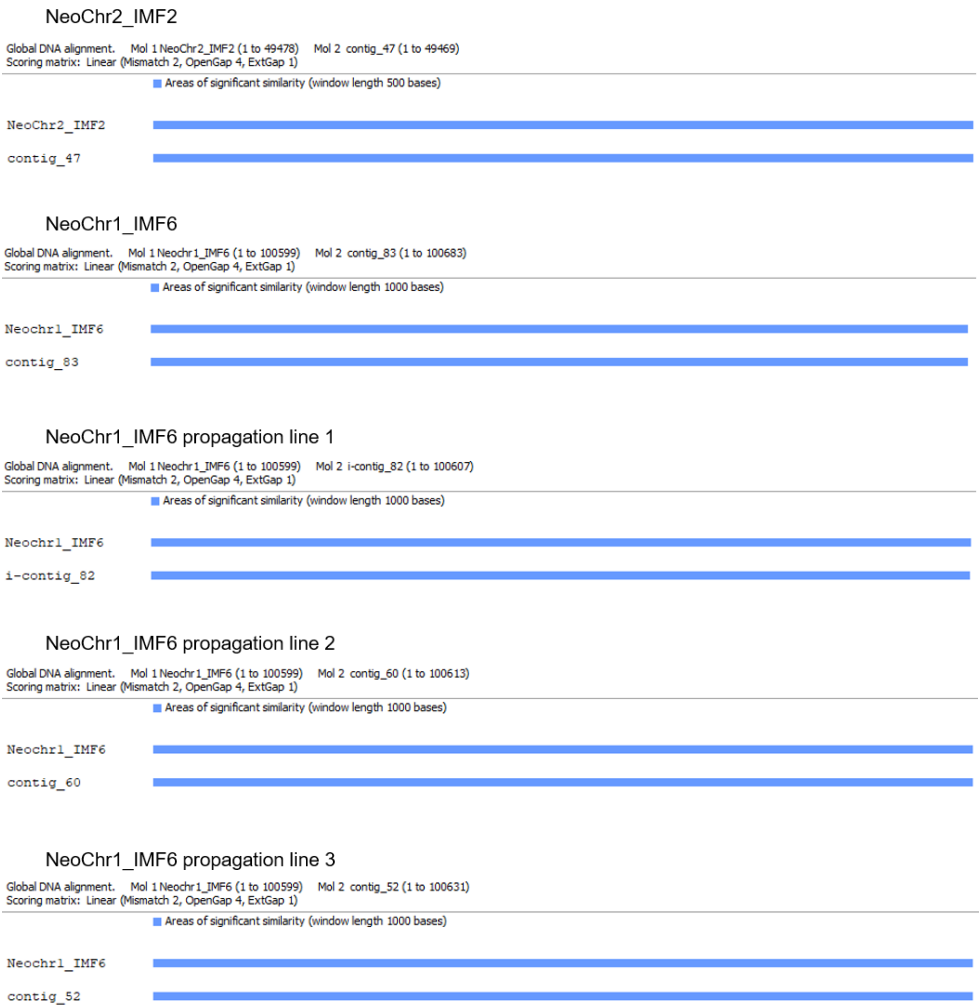 NeoChr2_IMF2
Global DNA alignment. Mol 1 NeoChr2_IMF2 (1 to 49478) Mol 2 contig_47 (1 to 49469)
Scoring matrix: Linear (Mismatch 2, OpenGap 4, ExtGap 1)
Areas of significant similarity (window length 500 bases)
NeoChr2_IMF2
contig_47
NeoChr1_IMF6
Global DNA alignment. Mol 1 Neochr1_IMF6 (1 to 100599) Mol 2 contig_83 (1 to 100683)
Scoring matrix: Linear (Mismatch 2, OpenGap 4, ExtGap 1)
Areas of significant similarity (window length 1000 bases)
Neochr1_IMF6
contig_83
NeoChr1_IMF6 propagation line 1
Global DNA alignment. Mol 1 Neochr1_IMF6 (1 to 100599) Mol 2 i-contig_82 (1 to 100607)
Scoring matrix: Linear (Mismatch 2, OpenGap 4, ExtGap 1)
Areas of significant similarity (window length 1000 bases)
Neochr1_IMF6
i-contig_82
NeoChr1_IMF6 propagation line 2
Global DNA alignment. Mol 1 Neochr1_IMF6 (1 to 100599) Mol 2 contig_60 (1 to 100613)
Scoring matrix: Linear (Mismatch 2, OpenGap 4, ExtGap 1)
Areas of significant similarity (window length 1000 bases)
Neochr1_IMF6
contig_60
NeoChr1_IMF6 propagation line 3
Global DNA alignment. Mol 1 Neochr1_IMF6 (1 to 100599) Mol 2 contig_52 (1 to 100631)
Scoring matrix: Linear (Mismatch 2, OpenGap 4, ExtGap 1)
Areas of significant similarity (window length 1000 bases)
Neochr1_IMF6
contig_52